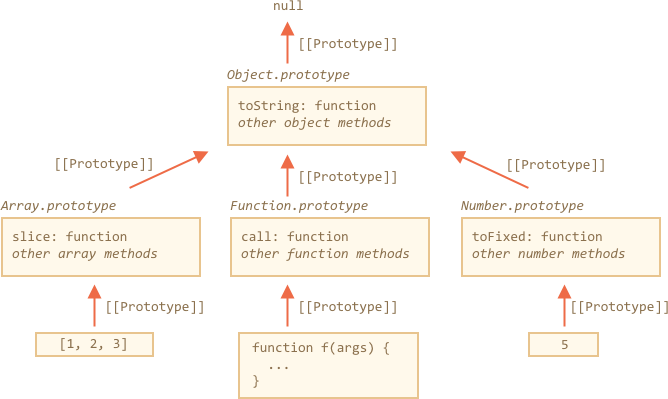 null
[[Prototype]]
Object.prototype
toString: function
other object methods
[[Prototype]]
[[Prototype]]
[[Prototype]]
Array.prototype
Function.prototype
Number.prototype
slice: function
other array methods
call: function
other function methods
toFixed: function
other number methods
[[Prototype]]
[[Prototype]]
[[Prototype]]
[1, 2, 3]
function f(args) {
...
}
5